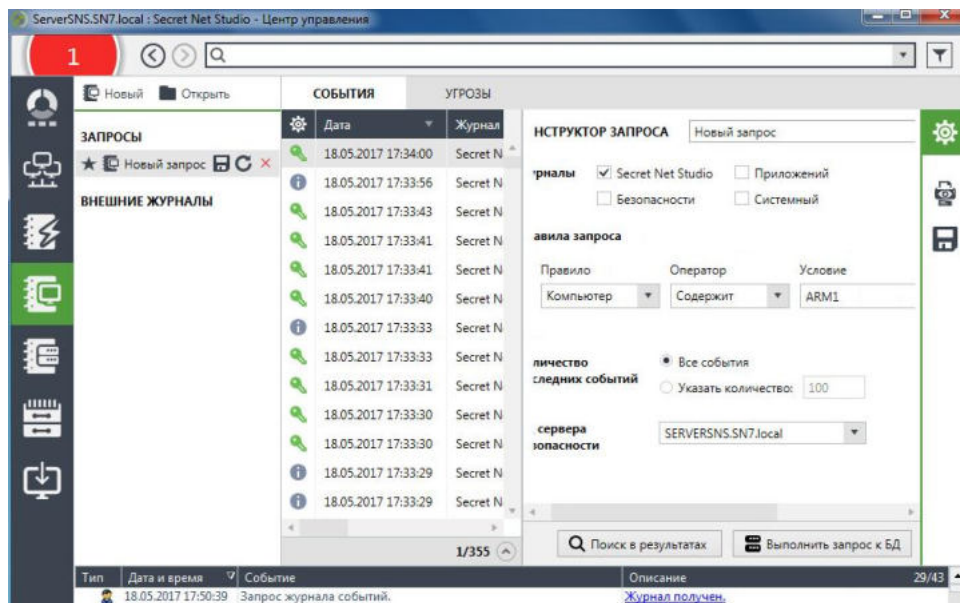 ServerSNS.SN7.local : Secret Net Studio - Центр управления
1
Новый Открыть
СОБЫТИЯ УГРОЗЫ
ЗАПРОСЫ
Новый запрос
ВНЕШНИЕ ЖУРНАЛЫ
Дата Журнал
18.05.2017 17:34:00 Secret N
18.05.2017 17:33:56 Secret N
18.05.2017 17:33:43 Secret N
18.05.2017 17:33:41 Secret N
18.05.2017 17:33:41 Secret N
18.05.2017 17:33:40 Secret N
18.05.2017 17:33:33 Secret N
18.05.2017 17:33:33 Secret N
18.05.2017 17:33:31 Secret N
18.05.2017 17:33:30 Secret N
18.05.2017 17:33:30 Secret N
18.05.2017 17:33:29 Secret N
18.05.2017 17:33:29 Secret N
1/355
НСТРУКТОР ЗАПРОСА Новый запрос
рналы Secret Net Studio Приложений
Безопасности Системный
авила запроса
Правило Оператор Условие
Компьютер Содержит ARM1
личество
следних событий
Все события
Указать количество: 100
сервера
зопасности
SERVERSNS.SN7.local
Поиск в результатах Выполнить запрос к БД
Тип Дата и время Событие Описание 29/43
18.05.2017 17:50:39 Запрос журнала событий. Журнал получен.